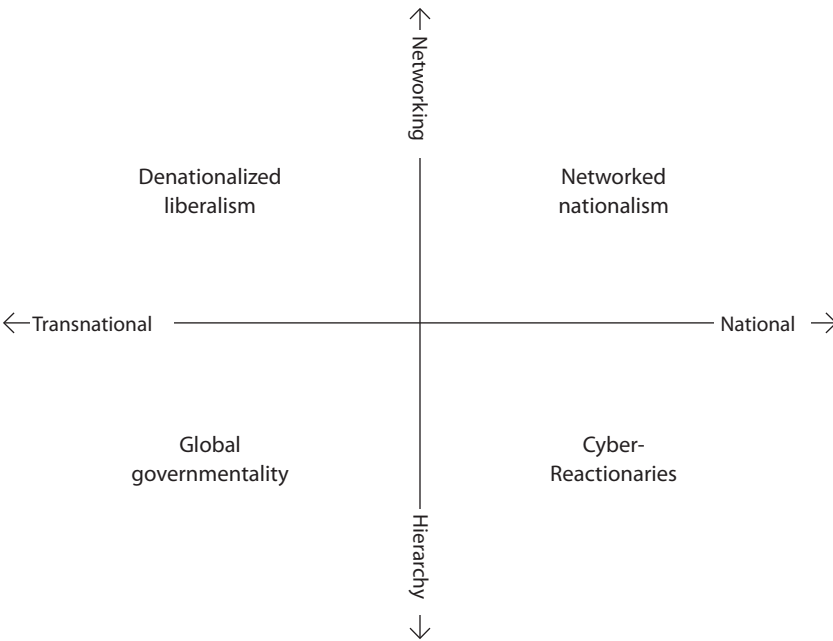 Networking
Denationalized
liberalism
Networked
nationalism
Transnational
National
Global
governmentality
Cyber-
Reactionaries
Hierarchy